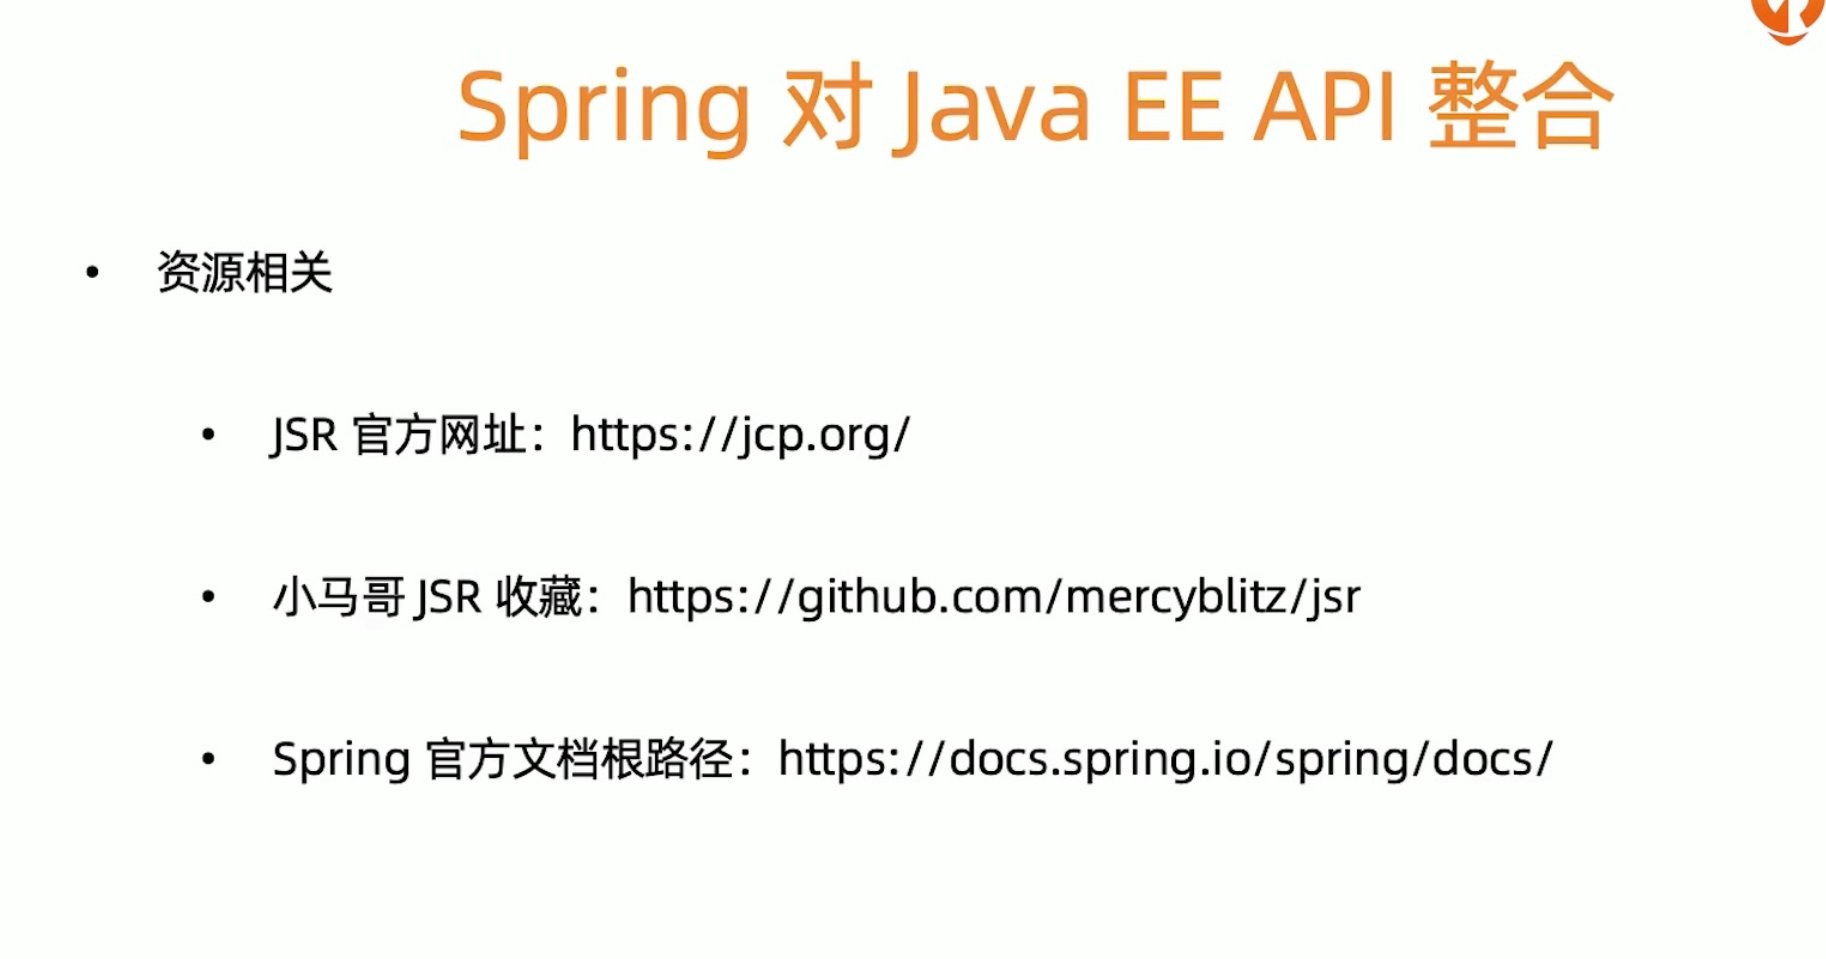 Spring 对 Java EE API 整合
• 资源相关
• JSR 官方网址：https://jcp.org/
• 小马哥 JSR 收藏：https://github.com/mercyblitz/jsr
• Spring 官方文档根路径：https://docs.spring.io/spring/docs/